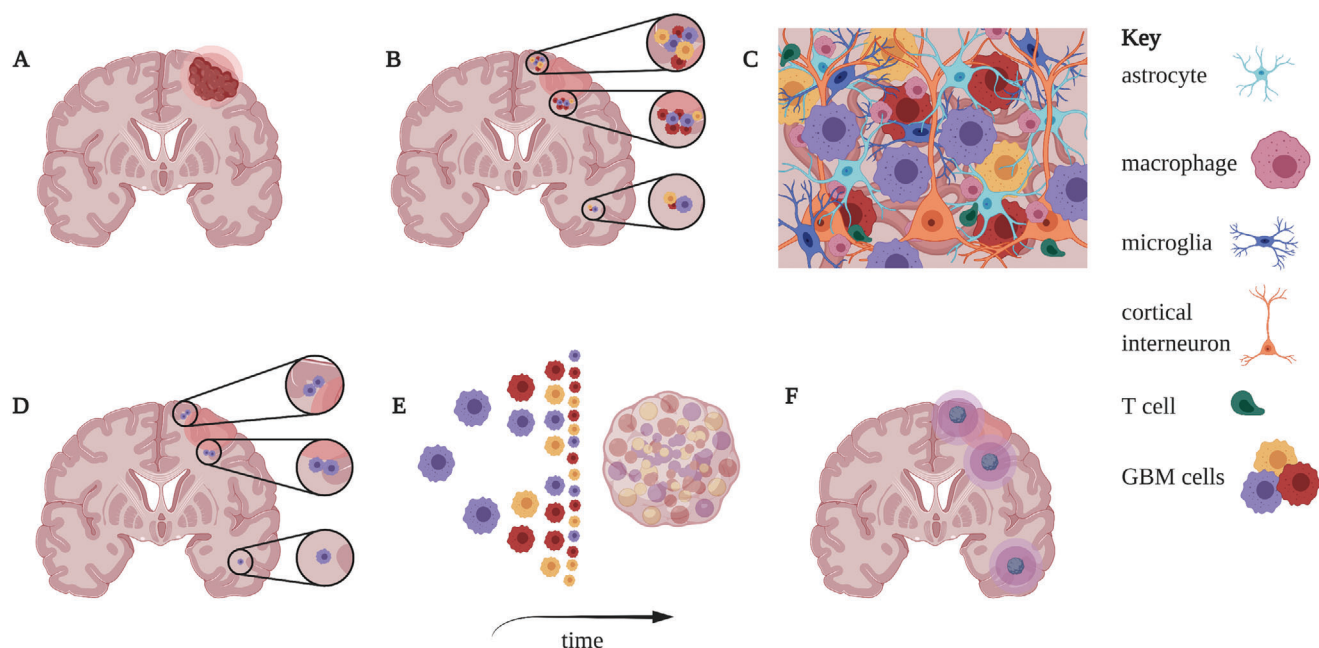 A
B
C
Key
astrocyte
macrophage
microglia
cortical
interneuron
T cell
GBM cells
D
E
F
time